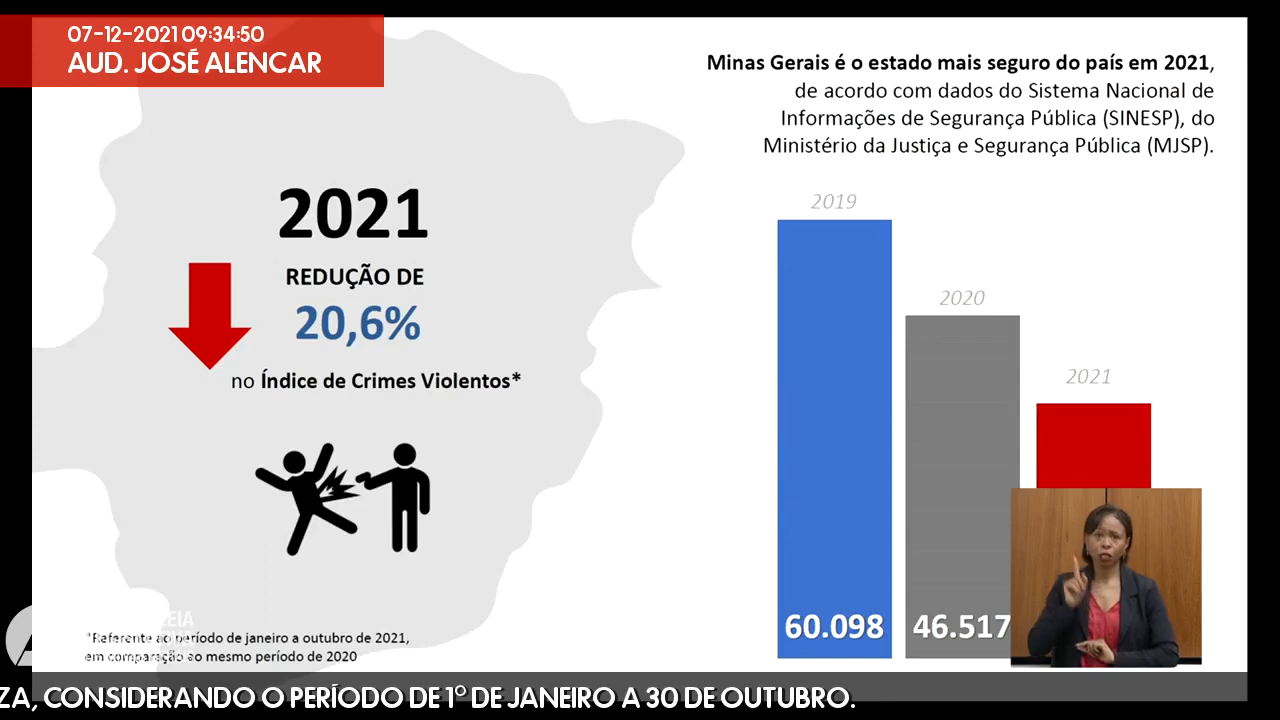 07-12-2021 09:34:50
AUD. JOSÉ ALENCAR
Minas Gerais é o estado mais seguro do país em 2021,
de acordo com dados do Sistema Nacional de
Informações de Segurança Pública (SINESP), do
Ministério da Justiça e Segurança Pública (MJSP).
2021
REDUÇÃO DE
20,6%
no Índice de Crimes Violentos*
2019
2020
2021
60.098
46.517
*Referente ao período de janeiro a outubro de 2021,
em comparação ao mesmo período de 2020
ZA, CONSIDERANDO O PERÍODO DE 1º DE JANEIRO A 30 DE OUTUBRO.